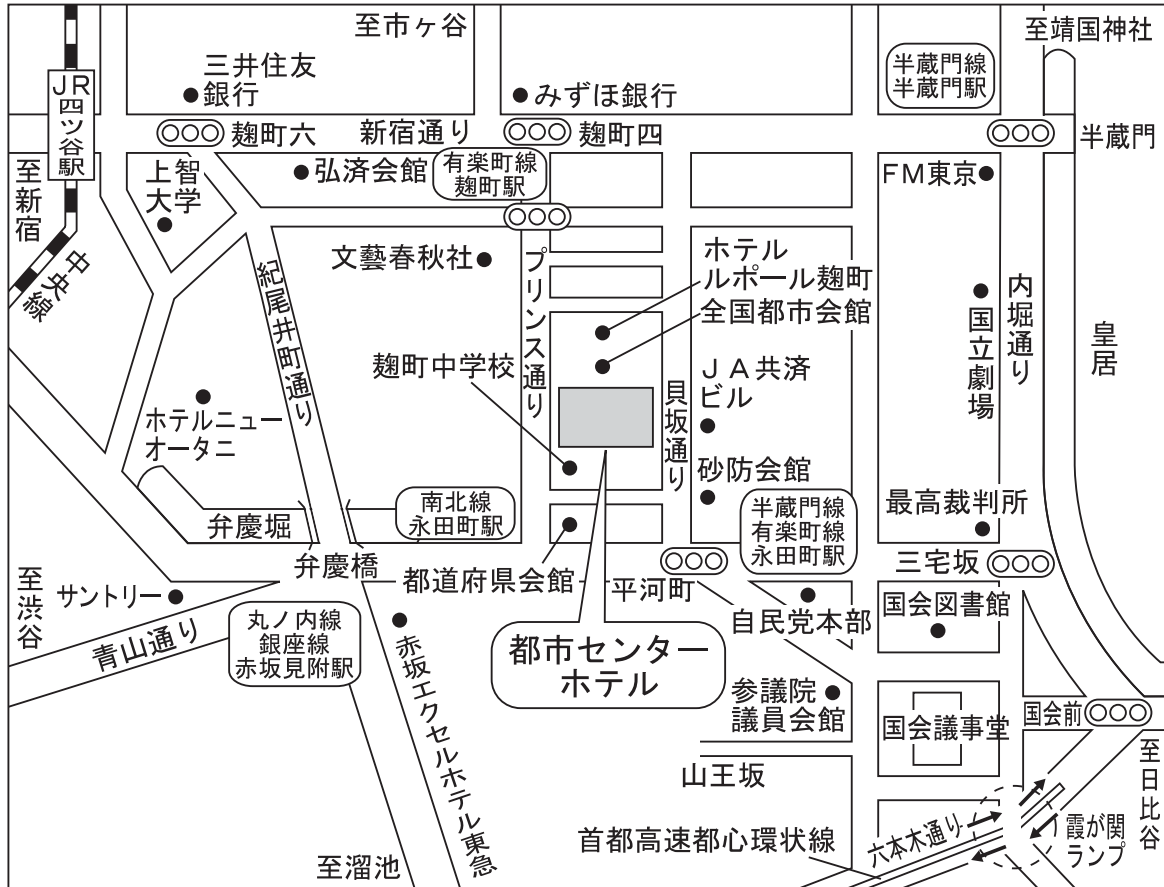 至市ヶ谷
至靖国神社
三井住友
銀行
みずほ銀行
半蔵門線
半蔵門駅
JR四ツ谷駅
麹町六
新宿通り
麹町四
半蔵門
至新宿
上智
大学
弘済会館
有楽町線
麹町駅
FM東京
中央線
紀尾井町通り
文藝春秋社
プリンス通り
ホテル
ルポール麹町
全国都市会館
国立劇場
内堀通り
皇居
麹町中学校
貝坂通り
JA共済
ビル
ホテルニュー
オータニ
砂防会館
最高裁判所
弁慶堀
南北線
永田町駅
半蔵門線
有楽町線
永田町駅
弁慶橋
都道府県会館
平河町
三宅坂
至渋谷
サントリー
青山通り
丸ノ内線
銀座線
赤坂見附駅
赤坂エクセルホテル東急
都市センター
ホテル
自民党本部
国会図書館
参議院
議員会館
国会議事堂
国会前
至日比谷
山王坂
首都高速都心環状線
六本木通り
霞が関
ランプ
至溜池